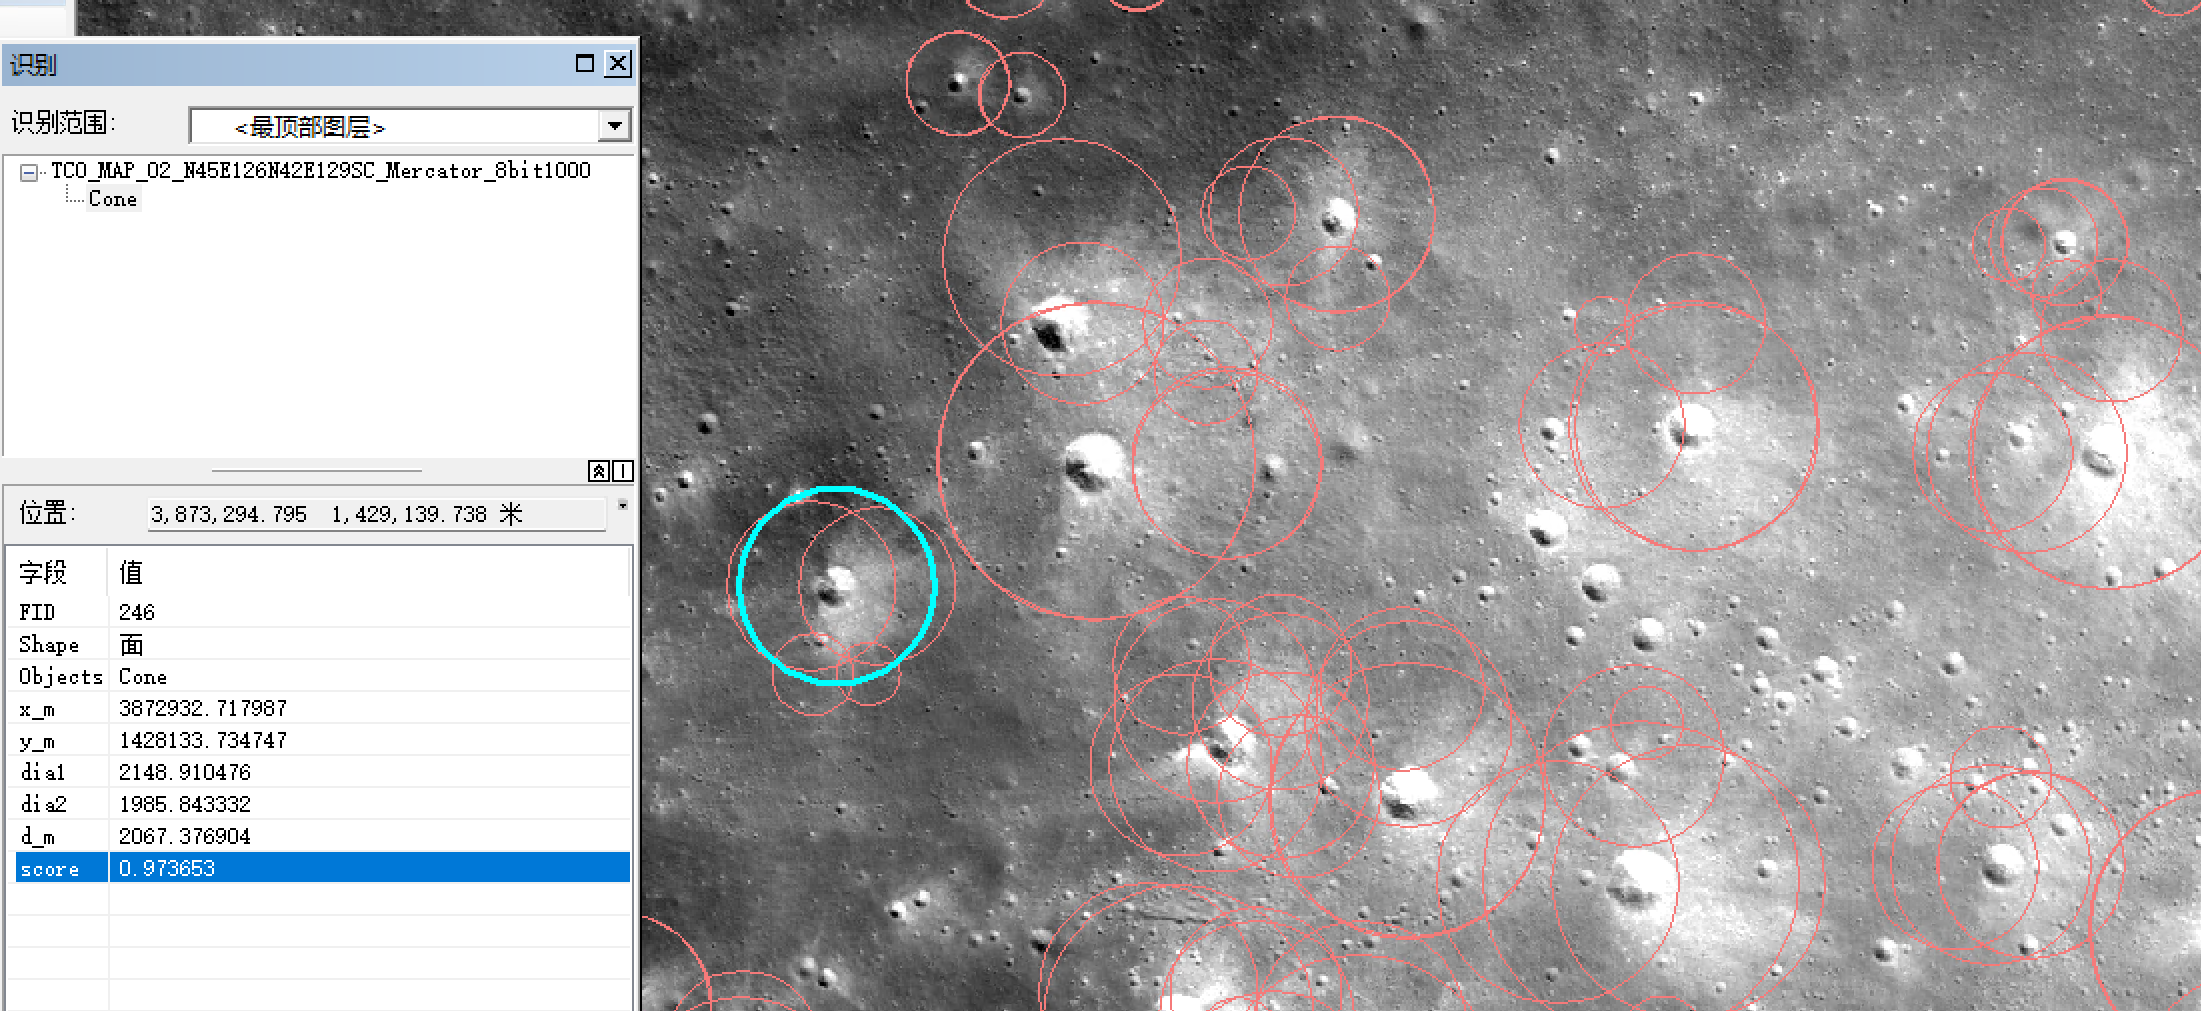 识别
识别范围: <最顶部图层>
TCO_MAP_02_N45E126N42E129SC_Mercator_8bit1000
Cone
位置: 3,873,294.795 1,429,139.738 米
字段 值
FID 246
Shape 面
Objects Cone
x_m 3872932.717987
y_m 1428133.734747
dia1 2148.910476
dia2 1985.843332
d_m 2067.376904
score 0.973653